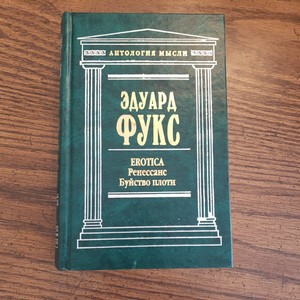 АНТОЛОГИЯ МЫСЛИ
ЭДУАРД
ФУКС
EROTICA
Ренессанс
Буйство плоти